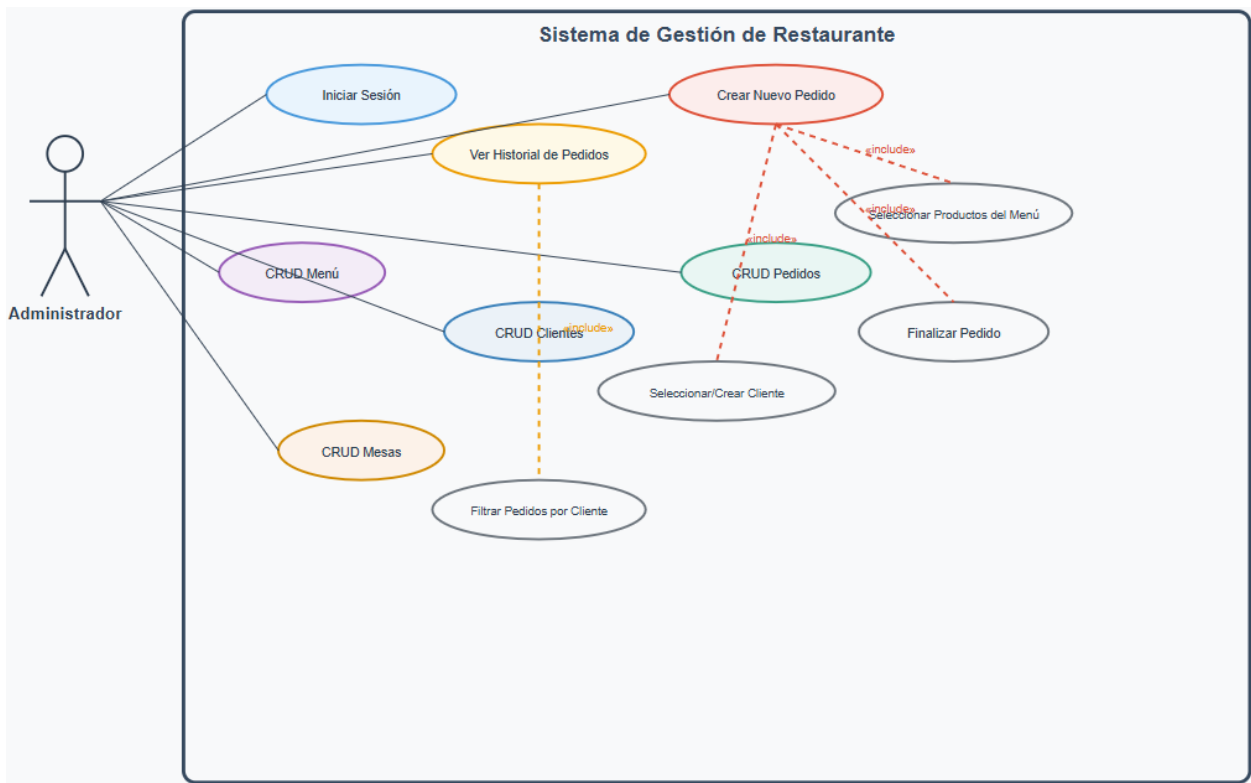 Sistema de Gestión de Restaurante
Iniciar Sesión
Crear Nuevo Pedido
Ver Historial de Pedidos
«include»
«include»
Seleccionar Productos del Menú
«include»
CRUD Menú
CRUD Pedidos
Administrador
CRUD Clientes
«include»
Finalizar Pedido
Seleccionar/Crear Cliente
CRUD Mesas
Filtrar Pedidos por Cliente